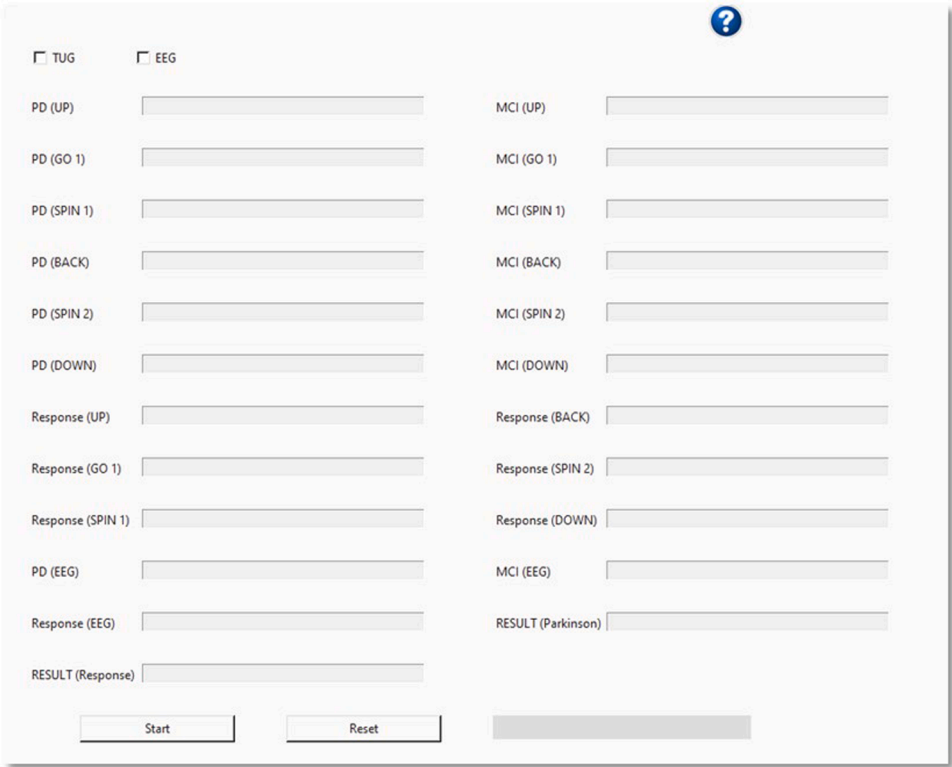 ?
TUG EEG
PD (UP) MCI (UP)
PD (GO 1) MCI (GO 1)
PD (SPIN 1) MCI (SPIN 1)
PD (BACK) MCI (BACK)
PD (SPIN 2) MCI (SPIN 2)
PD (DOWN) MCI (DOWN)
Response (UP) Response (BACK)
Response (GO 1) Response (SPIN 2)
Response (SPIN 1) Response (DOWN)
PD (EEG) MCI (EEG)
Response (EEG) RESULT (Parkinson)
RESULT (Response)
Start Reset